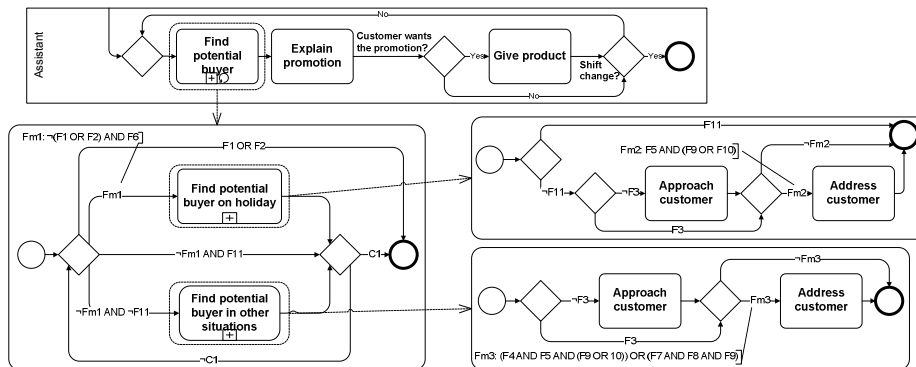 Assistant
No
Find
potential
buyer
Explain
promotion
Customer wants
the promotion?
Yes
Give product
Shift
change?
Yes
No
Fm1: ¬(F1 OR F2) AND F6
F1 OR F2
Fm1
Find potential
buyer on holiday
¬Fm1 AND F11
C1
¬Fm1 AND ¬F11
Find potential
buyer in other
situations
¬C1
F11
Fm2: F5 AND (F9 OR F10)
¬Fm2
¬F11
¬F3
Approach
customer
Fm2
Address
customer
F3
¬Fm3
¬F3
Approach
customer
Fm3
Address
customer
F3
Fm3: (F4 AND F5 AND (F9 OR 10)) OR (F7 AND F8 AND F9)